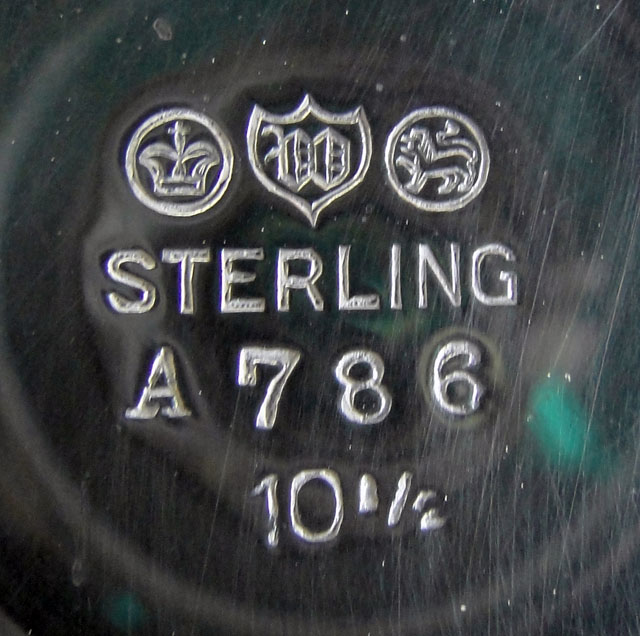 W
STERLING
A 786
10 1/2